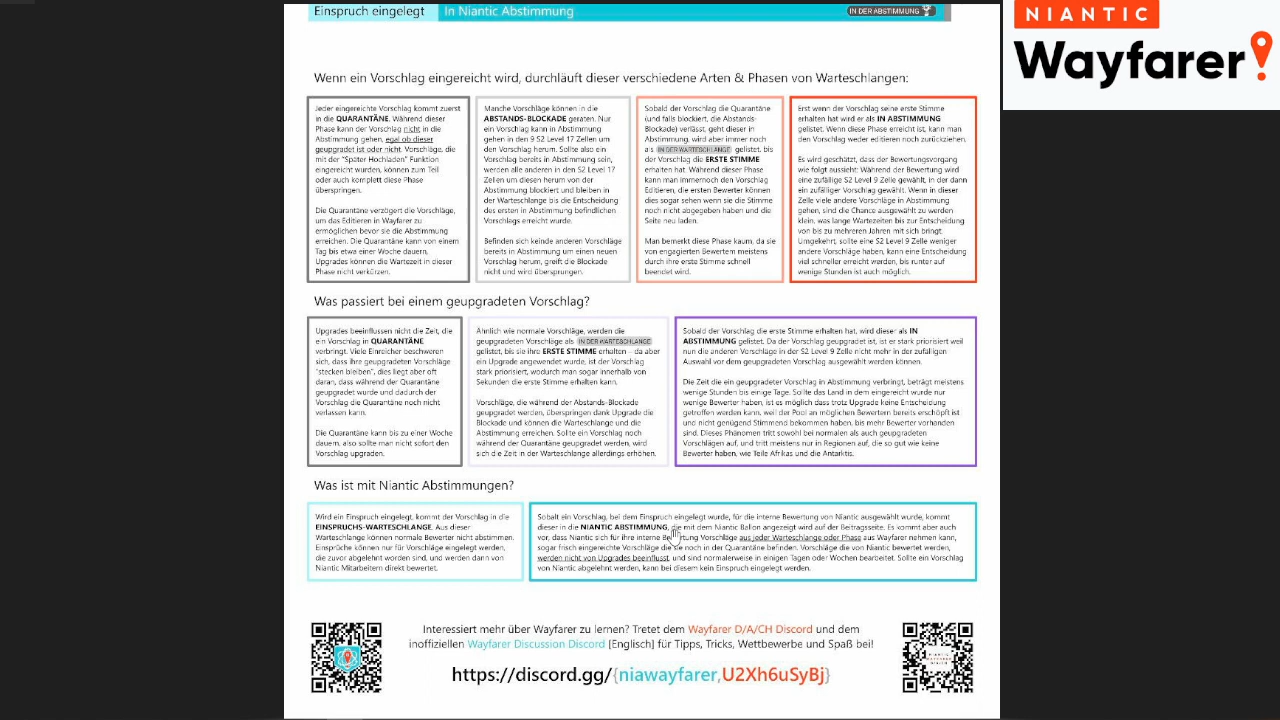 Einspruch eingelegt
In Niantic Abstimmung
IN DER ABSTIMMUNG
NIANTIC
Wayfarer
Wenn ein Vorschlag eingereicht wird, durchläuft dieser verschiedene Arten & Phasen von Warteschlangen:
Jeder eingereichte Vorschlag kommt zuerst
in die QUARANTÄNE. Während dieser
Phase kann der Vorschlag nicht in die
Abstimmung gehen, egal ob dieser
geupgradet ist oder nicht. Vorschläge, die
mit der "Später Hochladen" Funktion
eingereicht wurden, können zum Teil
oder auch komplett diese Phase
überspringen.
Die Quarantäne verzögert die Vorschläge,
um das Editieren in Wayfarer zu
ermöglichen bevor sie die Abstimmung
erreichen. Die Quarantäne kann von einem
Tag bis etwa einer Woche dauern.
Upgrades können die Wartezeit in dieser
Phase nicht verkürzen.
Manche Vorschläge können in die
ABSTANDS-BLOCKADE geraten. Nur
ein Vorschlag kann in Abstimmung
gehen in den 9 S2 Level 17 Zellen um
den Vorschlag herum. Sollte also ein
Vorschlag bereits in Abstimmung sein,
werden alle anderen in den S2 Level 17
Zellen um diesen herum von der
Abstimmung blockiert und bleiben in
der Warteschlange bis die Entscheidung
des ersten in Abstimmung befindlichen
Vorschlags erreicht wurde.
Befinden sich keinde anderen Vorschläge
bereits in Abstimmung um einen neuen
Vorschlag herum, greift die Blockade
nicht und wird übersprungen.
Sobald der Vorschlag die Quarantäne
(und falls blockiert, die Abstands-
Blockade) verlässt, geht dieser in
Abstimmung, wird aber immer noch
als IN DER WARTESCHLANGE gelistet, bis
der Vorschlag die ERSTE STIMME
erhalten hat. Während dieser Phase
kann man immernoch den Vorschlag
Editieren, die ersten Bewerter können
dies sogar sehen wenn sie die Stimme
noch nicht abgegeben haben und die
Seite neu laden.
Man bemerkt diese Phase kaum, da sie
von engagierten Bewertern meistens
durch ihre erste Stimme schnell
beendet wird.
Erst wenn der Vorschlag seine erste Stimme
erhalten hat wird er als IN ABSTIMMUNG
gelistet. Wenn diese Phase erreicht ist, kann man
den Vorschlag weder editieren noch zurückziehen.
Es wird geschätzt, dass der Bewertungsvorgang
wie folgt aussieht: Während der Bewertung wird
eine zufällige S2 Level 9 Zelle gewählt, in der dann
ein zufälliger Vorschlag gewählt. Wenn in dieser
Zelle viele andere Vorschläge in Abstimmung
gehen, sind die Chance ausgewählt zu werden
klein, was lange Wartezeiten bis zur Entscheidung
von bis zu mehreren Jahren mit sich bringt.
Umgekehrt, sollte eine S2 Level 9 Zelle weniger
andere Vorschläge haben, kann eine Entscheidung
viel schneller erreicht werden, bis runter auf
wenige Stunden ist auch möglich.
Was passiert bei einem geupgradeten Vorschlag?
Upgrades beeinflussen nicht die Zeit, die
ein Vorschlag in QUARANTÄNE
verbringt. Viele Einreicher beschweren
sich, dass ihre geupgradeten Vorschläge
"stecken bleiben", dies liegt aber oft
daran, dass während der Quarantäne
geupgradet wurde und dadurch der
Vorschlag die Quarantäne noch nicht
verlassen kann.
Die Quarantäne kann bis zu einer Woche
dauern, also sollte man nicht sofort den
Vorschlag upgraden.
Ähnlich wie normale Vorschläge, werden die
geupgradeten Vorschläge als IN DER WARTESCHLANGE
gelistet, bis sie ihre ERSTE STIMME erhalten – da aber
ein Upgrade angewendet wurde, ist der Vorschlag
stark priorisiert, wodurch man sogar innerhalb von
Sekunden die erste Stimme erhalten kann.
Vorschläge, die während der Abstands-Blockade
geupgradet werden, überspringen dank Upgrade die
Blockade und können die Warteschlange und die
Abstimmung erreichen. Sollte ein Vorschlag noch
während der Quarantäne geupgradet werden, wird
sich die Zeit in der Warteschlange allerdings erhöhen.
Sobald der Vorschlag die erste Stimme erhalten hat, wird dieser als IN
ABSTIMMUNG gelistet. Da der Vorschlag geupgradet ist, ist er stark priorisiert weil
nun die anderen Vorschläge in der S2 Level 9 Zelle nicht mehr in der zufälligen
Auswahl vor dem geupgradeten Vorschlag ausgewählt werden können.
Die Zeit die ein geupgradeter Vorschlag in Abstimmung verbringt, beträgt meistens
wenige Stunden bis einige Tage. Sollte das Land in dem eingereicht wurde nur
wenige Bewerter haben, ist es möglich dass trotz Upgrade keine Entscheidung
getroffen werden kann, weil der Pool an möglichen Bewertern bereits erschöpft ist
und nicht genügend Stimmend bekommen haben, bis mehr Bewerter vorhanden
sind. Dieses Phänomen tritt sowohl bei normalen als auch geupgradeten
Vorschlägen auf, und tritt meistens nur in Regionen auf, die so gut wie keine
Bewerter haben, wie Teile Afrikas und die Antarktis.
Was ist mit Niantic Abstimmungen?
Wird ein Einspruch eingelegt, kommt der Vorschlag in die
EINSPRUCHS-WARTESCHLANGE. Aus dieser
Warteschlange können normale Bewerter nicht abstimmen.
Einsprüche können nur für Vorschläge eingelegt werden,
die zuvor abgelehnt worden sind, und werden dann von
Niantic Mitarbeitern direkt bewertet.
Sobalt ein Vorschlag, bei dem Einspruch eingelegt wurde, für die interne Bewertung von Niantic ausgewählt wurde, kommt
dieser in die NIANTIC ABSTIMMUNG, die mit dem Niantic Ballon angezeigt wird auf der Beitragsseite. Es kommt aber auch
vor, dass Niantic sich für ihre interne Bewertung Vorschläge aus jeder Warteschlange oder Phase aus Wayfarer nehmen kann,
sogar frisch eingereichte Vorschläge die sie noch in der Quarantäne befinden. Vorschläge die von Niantic bewertet werden,
werden nicht von Upgrades beeinflusst, und sind normalerweise in einigen Tagen oder Wochen bearbeitet. Sollte ein Vorschlag
von Niantic abgelehnt werden, kann bei diesem kein Einspruch eingelegt werden.
Interessiert mehr über Wayfarer zu lernen? Tretet dem Wayfarer D/A/CH Discord und dem
inoffiziellen Wayfarer Discussion Discord [Englisch] für Tipps, Tricks, Wettbewerbe und Spaß bei!
https://discord.gg/{niawayfarer,U2Xh6uSyBj}